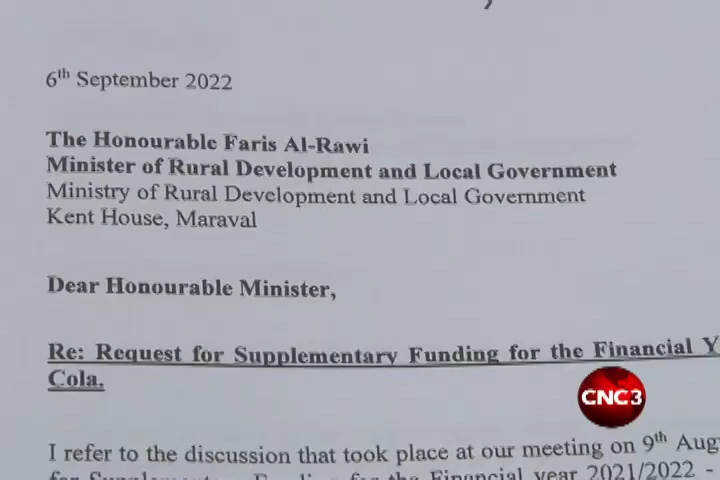 6th September 2022
The Honourable Faris Al-Rawi
Minister of Rural Development and Local Government
Ministry of Rural Development and Local Government
Kent House, Maraval
Dear Honourable Minister,
Re: Request for Supplementary Funding for the Financial Y
Cola.
CNC3
I refer to the discussion that took place at our meeting on 9th Aug
for Supplementary Funding for the Financial year 2021/2022 -